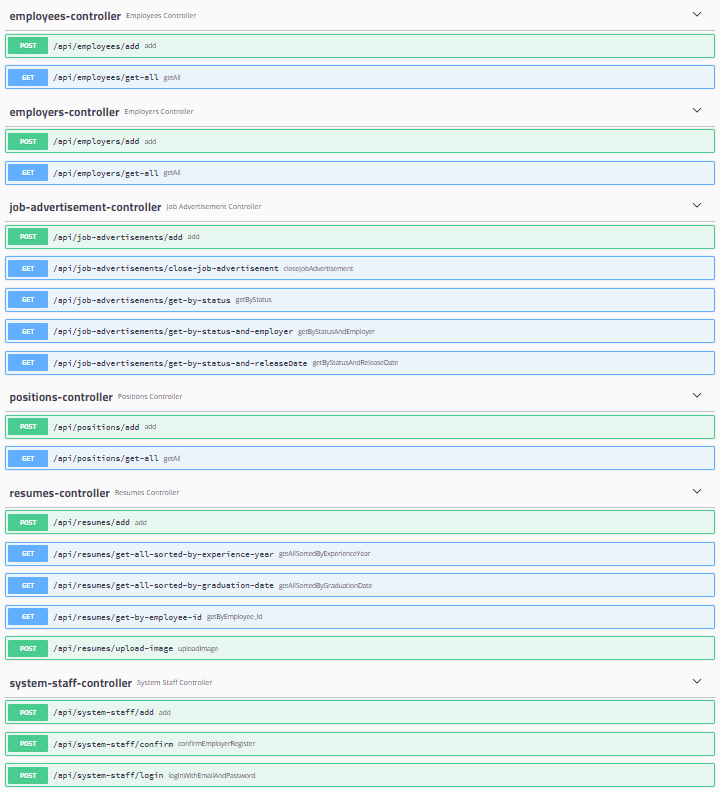 employees-controller Employees Controller
POST /api/employees/add add
GET /api/employees/get-all getAll
employers-controller Employers Controller
POST /api/employers/add add
GET /api/employers/get-all getAll
job-advertisement-controller Job Advertisement Controller
POST /api/job-advertisements/add add
GET /api/job-advertisements/close-job-advertisement closeJobAdvertisement
GET /api/job-advertisements/get-by-status getByStatus
GET /api/job-advertisements/get-by-status-and-employer getByStatusAndEmployer
GET /api/job-advertisements/get-by-status-and-releaseDate getByStatusAndReleaseDate
positions-controller Positions Controller
POST /api/positions/add add
GET /api/positions/get-all getAll
resumes-controller Resumes Controller
POST /api/resumes/add add
GET /api/resumes/get-all-sorted-by-experience-year getAllSortedByExperienceYear
GET /api/resumes/get-all-sorted-by-graduation-date getAllSortedByGraduationDate
GET /api/resumes/get-by-employee-id getByEmployee_Id
POST /api/resumes/upload-image uploadImage
system-staff-controller System Staff Controller
POST /api/system-staff/add add
POST /api/system-staff/confirm confirmEmployerRegister
POST /api/system-staff/login loginWithEmailAndPassword